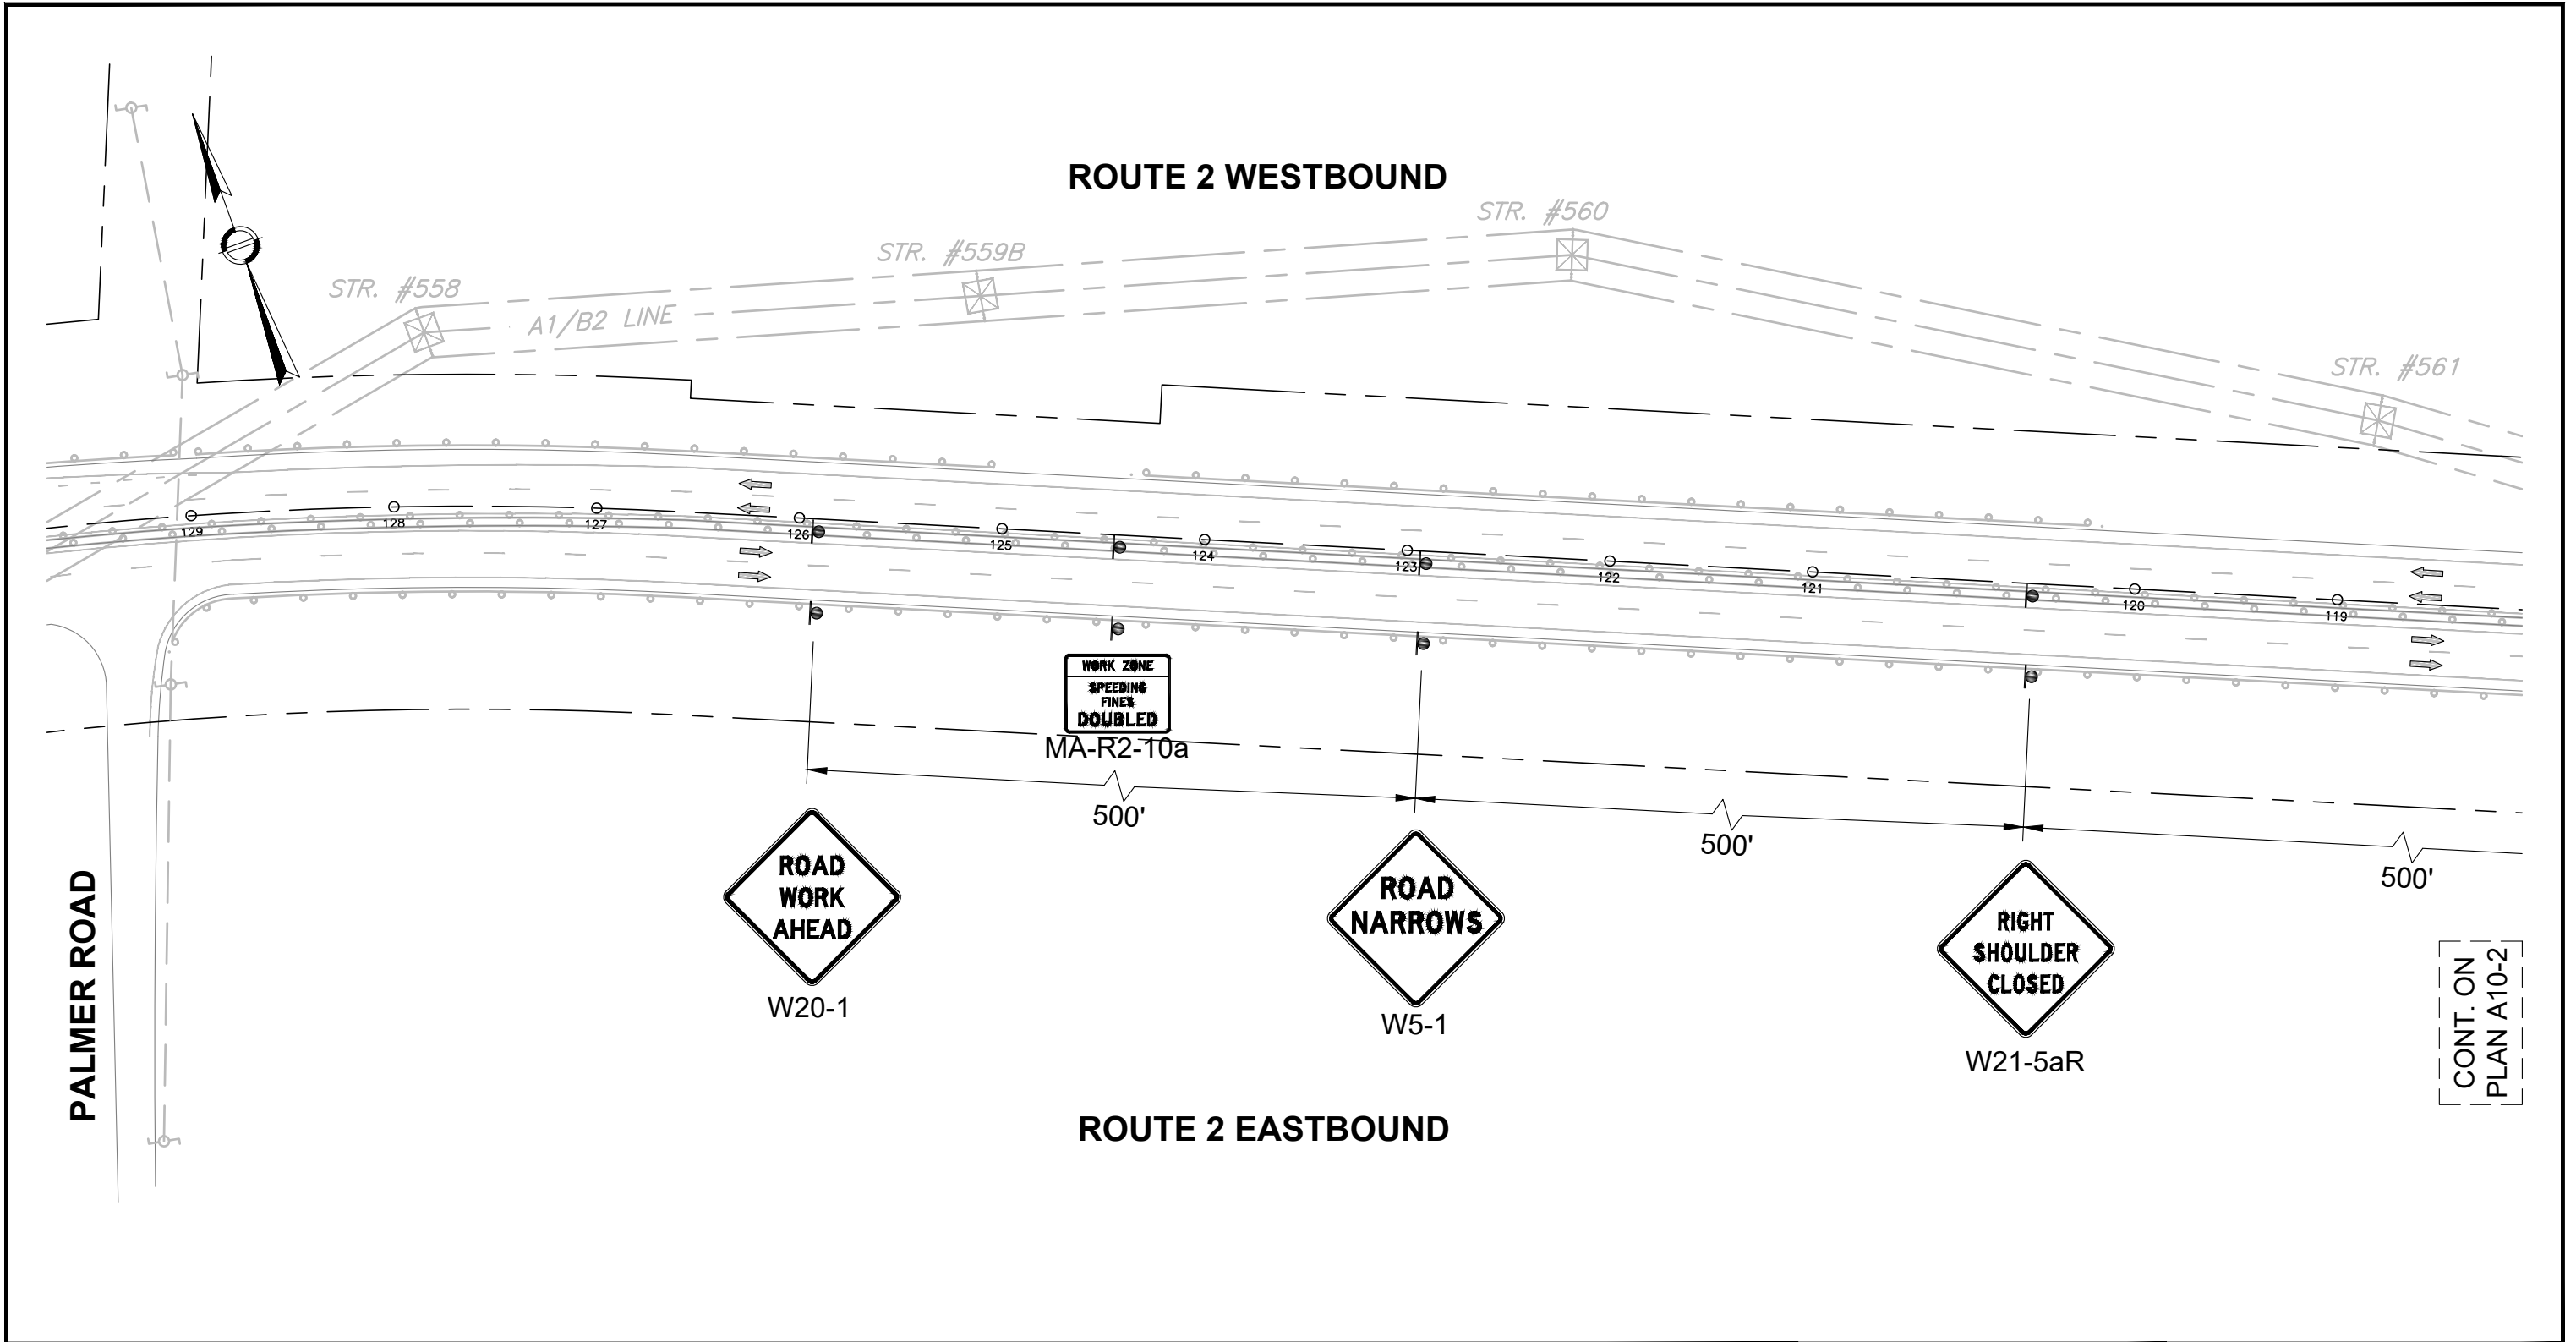 ROUTE 2 WESTBOUND
STR. #560
STR. #559B
STR. #558
A1/B2 LINE
STR. #561
129
128
127
126
125
124
123
122
121
120
119
WORK ZONE
SPEEDING
FINES
DOUBLED
MA-R2-10a
500'
500'
500'
ROAD
WORK
AHEAD
W20-1
ROAD
NARROWS
W5-1
RIGHT
SHOULDER
CLOSED
W21-5aR
PALMER ROAD
CONT. ON
PLAN A10-2
ROUTE 2 EASTBOUND